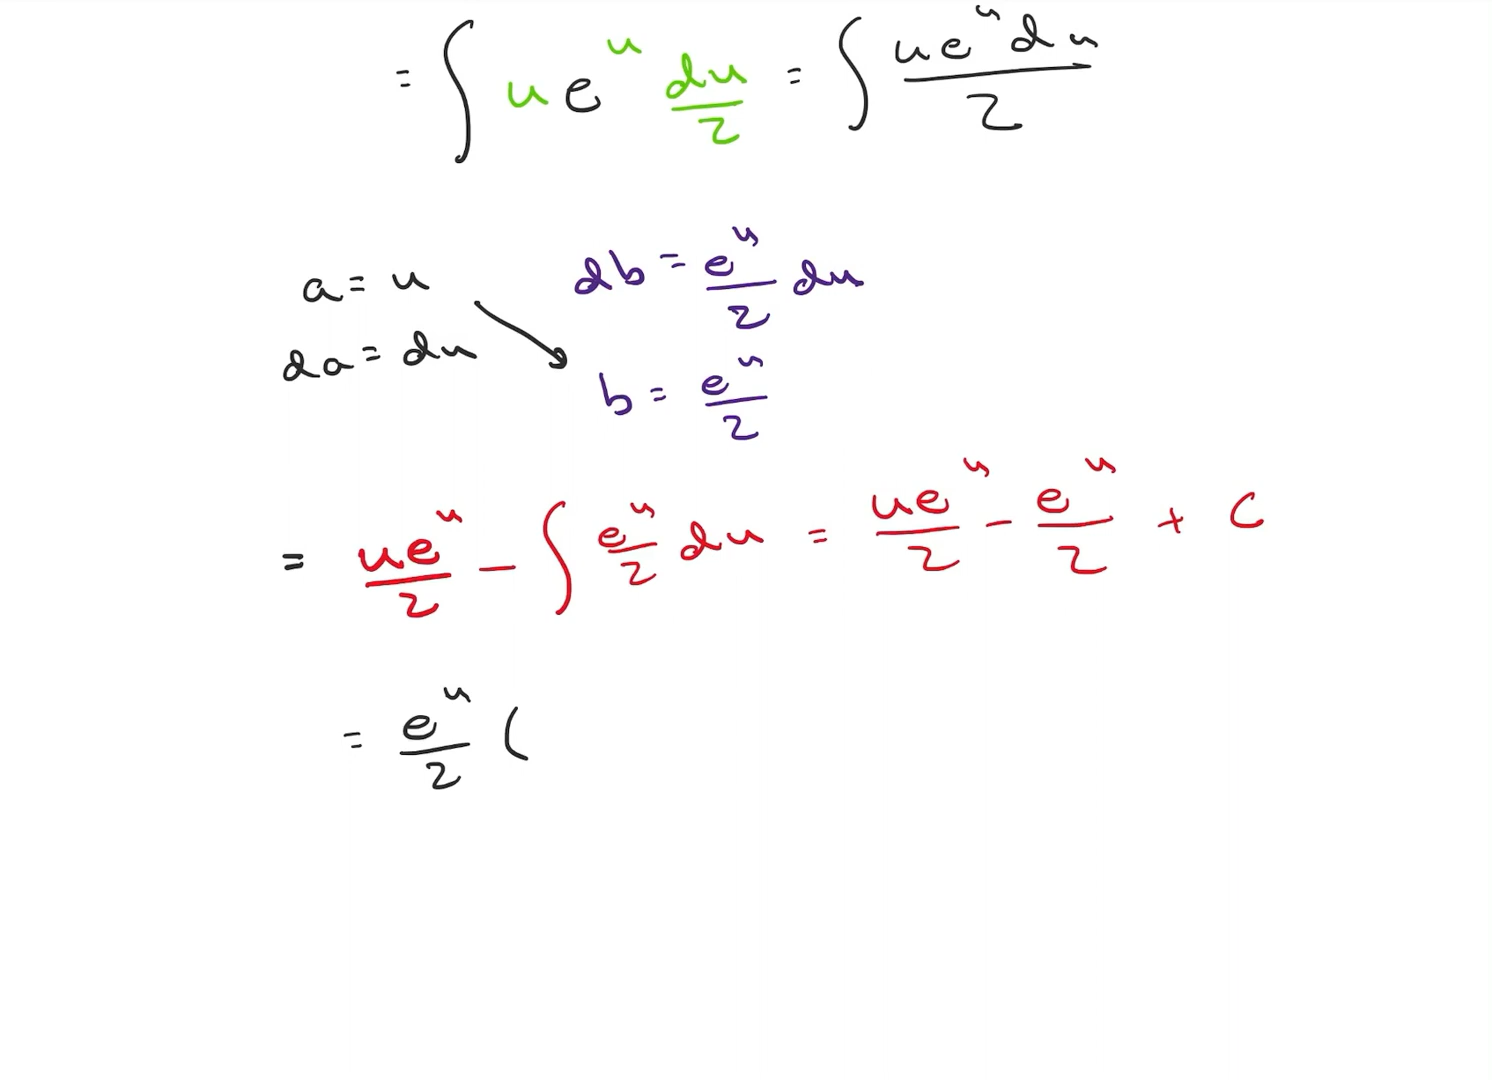 = ∫ u e^u du/2 = ∫ ue^u du/2
a = u db = e^u/2 du
da = du b = e^u/2
= ue^u/2 - ∫ e^u/2 du = ue^u/2 - e^u/2 + C
= e^u/2 (